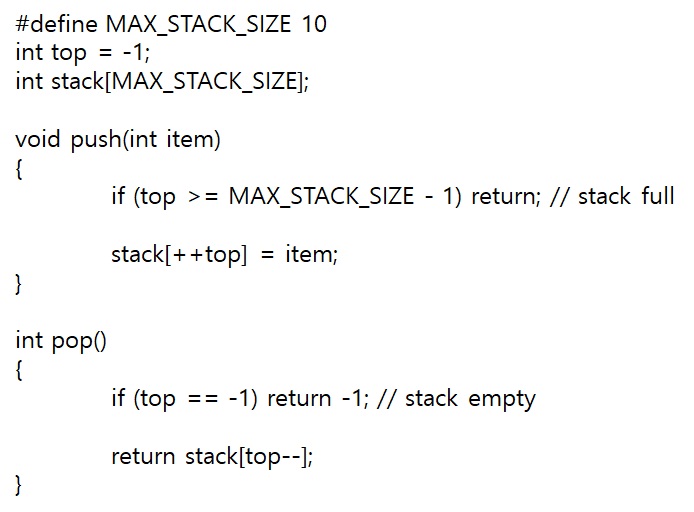 #define MAX_STACK_SIZE 10
int top = -1;
int stack[MAX_STACK_SIZE];
void push(int item)
{
if (top >= MAX_STACK_SIZE - 1) return; // stack full
stack[++top] = item;
}
int pop()
{
if (top == -1) return -1; // stack empty
return stack[top--];
}